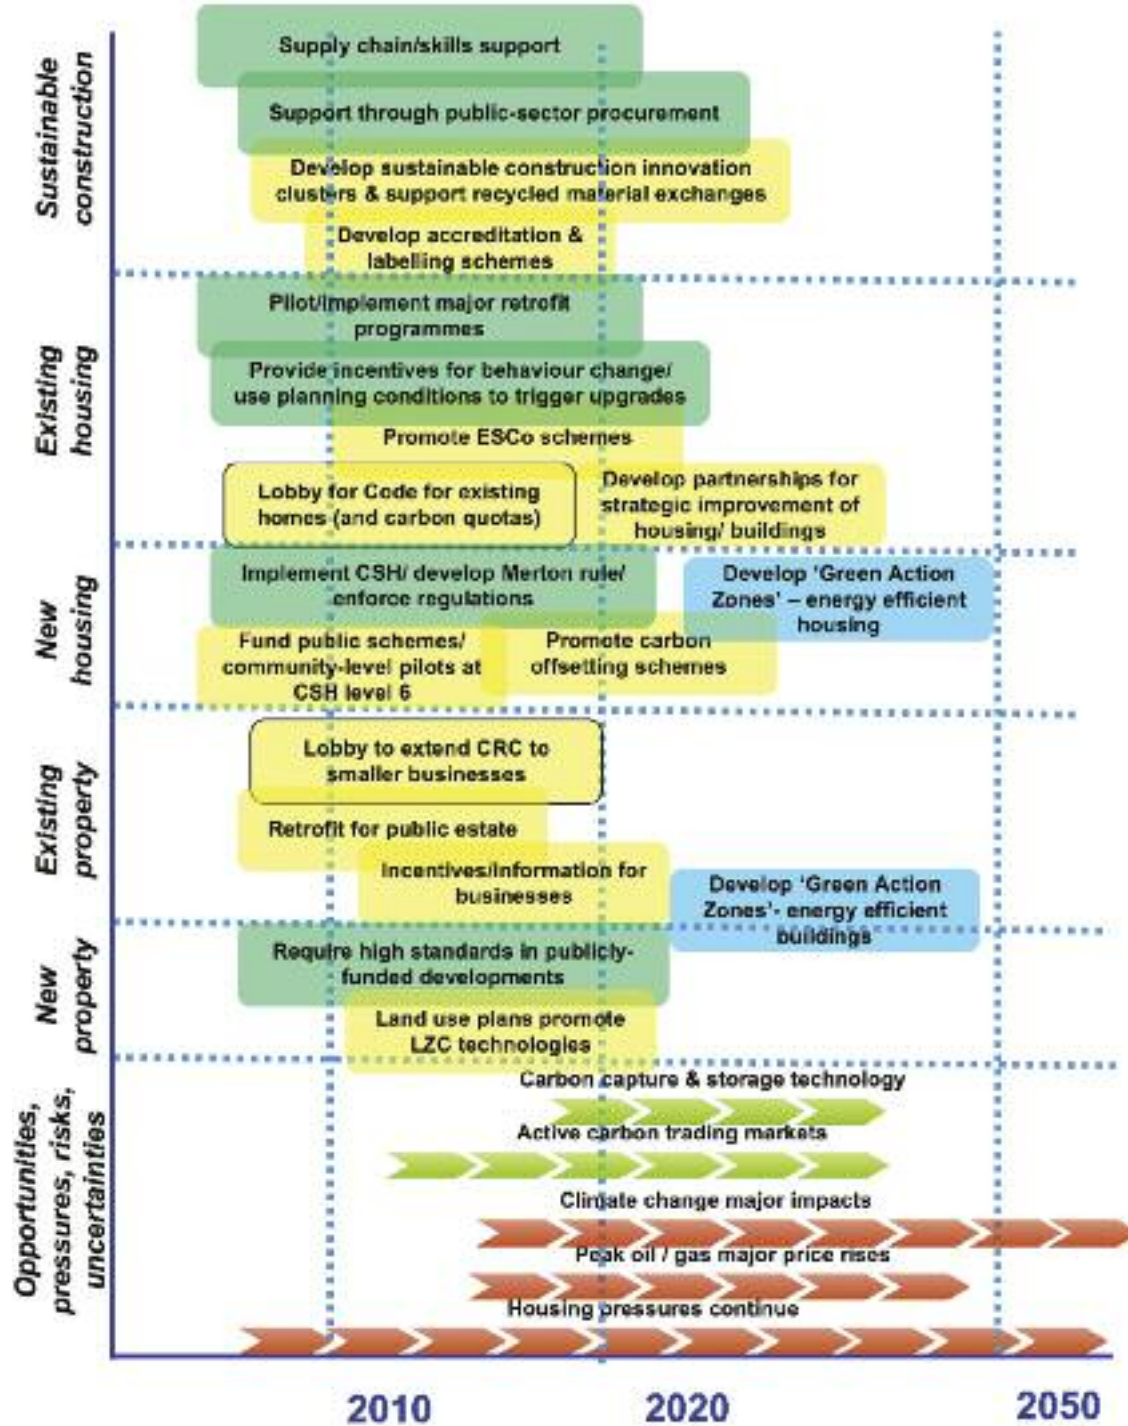 Sustainable
construction
Supply chain/skills support
Support through public-sector procurement
Develop sustainable construction innovation
clusters & support recycled material exchanges
Develop accreditation &
labelling schemes
Existing
housing
Pilot/implement major retrofit
programmes
Provide incentives for behaviour change/
use planning conditions to trigger upgrades
Promote ESCo schemes
Lobby for Code for existing
homes (and carbon quotas)
Develop partnerships for
strategic improvement of
housing/ buildings
New
housing
Implement CSH/ develop Merton rule/
enforce regulations
Develop ‘Green Action
Zones’ – energy efficient
housing
Fund public schemes/
community-level pilots at
CSH level 6
Promote carbon
offsetting schemes
Existing
property
Lobby to extend CRC to
smaller businesses
Retrofit for public estate
Incentives/information for
businesses
Develop ‘Green Action
Zones’- energy efficient
buildings
New
property
Require high standards in publicly-
funded developments
Land use plans promote
LZC technologies
Opportunities,
pressures, risks,
uncertainties
Carbon capture & storage technology
Active carbon trading markets
Climate change major impacts
Peak oil / gas major price rises
Housing pressures continue
2010 2020 2050